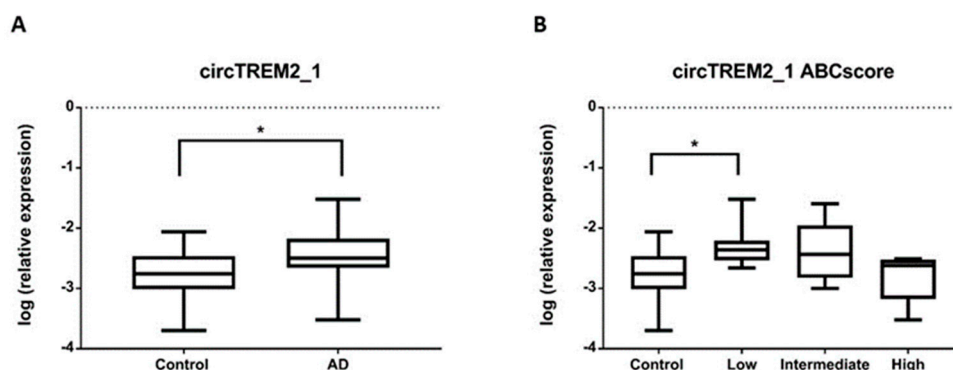 A
circTREM2_1
log (relative expression)
0
-1
-2
-3
-4
*
Control
AD
B
circTREM2_1 ABCscore
log (relative expression)
0
-1
-2
-3
-4
*
Control
Low
Intermediate
High